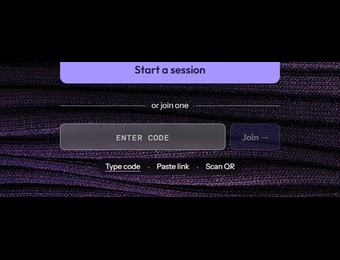 Start a session
or join one
ENTER CODE
Join →
Type code · Paste link · Scan QR